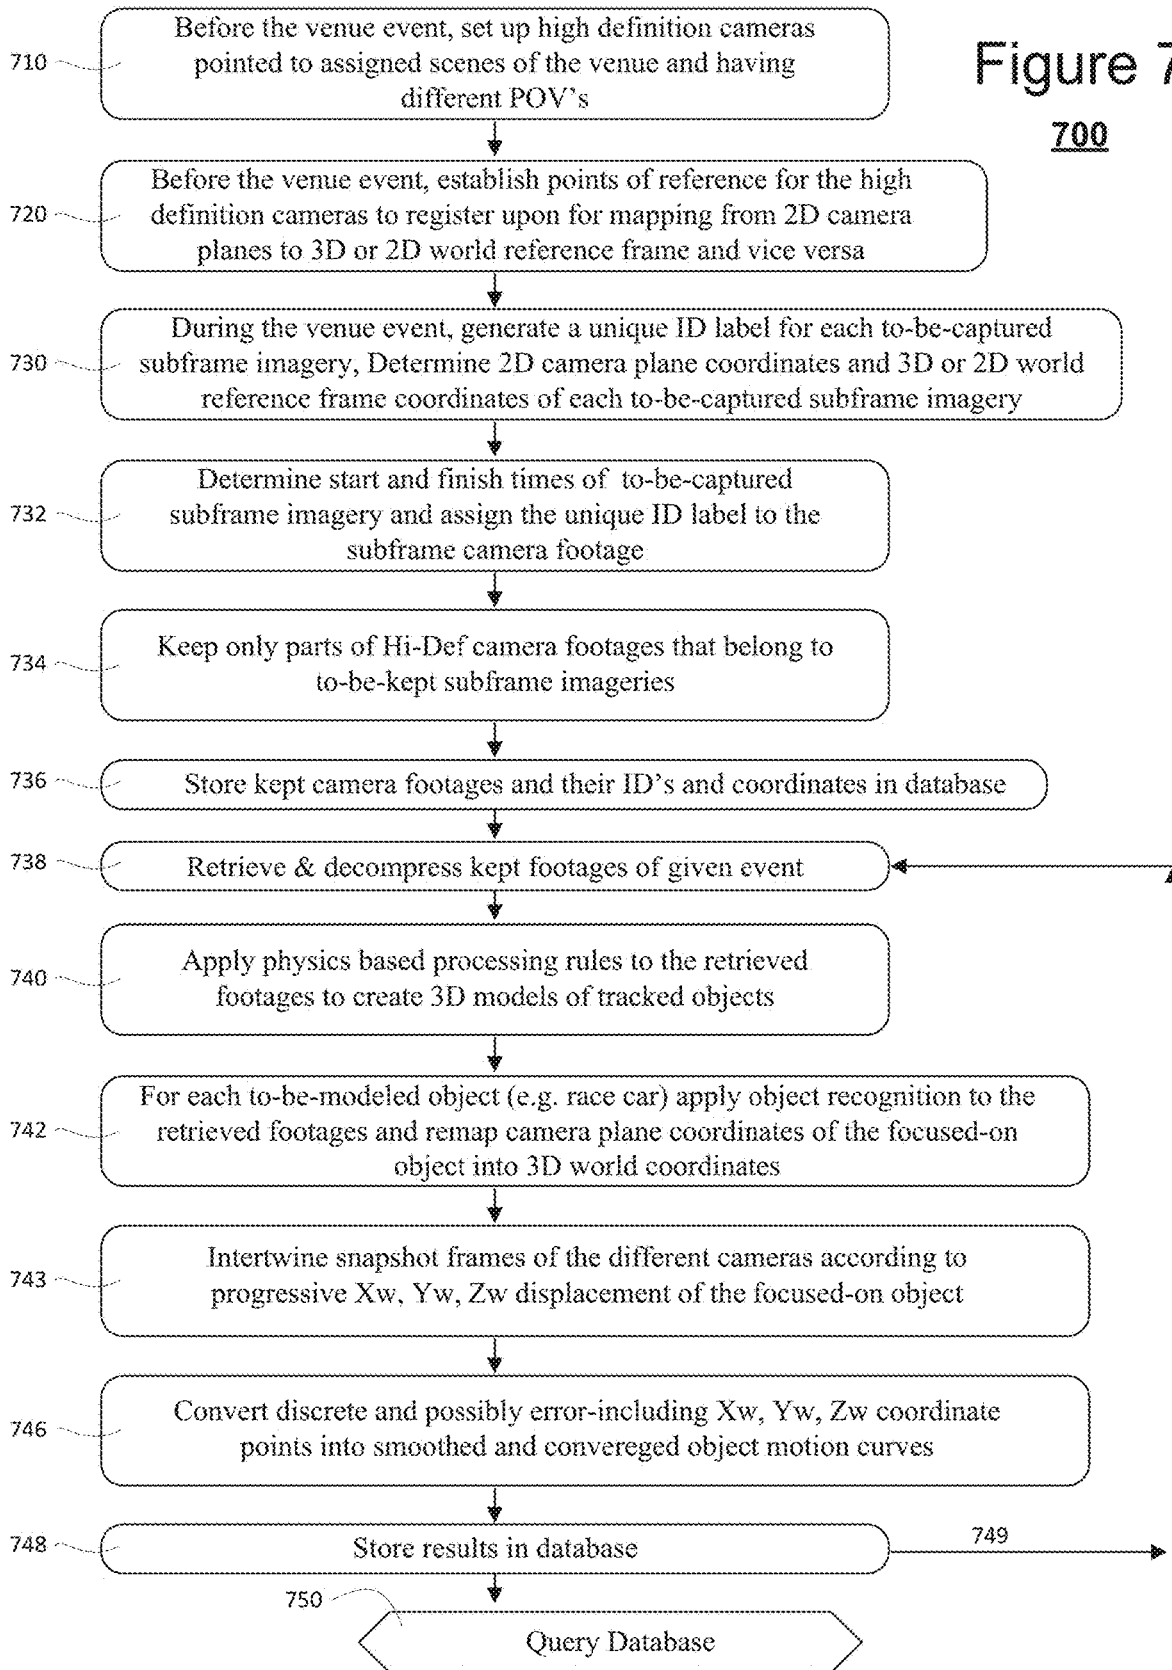 Figure 7
700
710
Before the venue event, set up high definition cameras
pointed to assigned scenes of the venue and having
different POV's
720
Before the venue event, establish points of reference for the high
definition cameras to register upon for mapping from 2D camera
planes to 3D or 2D world reference frame and vice versa
730
During the venue event, generate a unique ID label for each to-be-captured
subframe imagery, Determine 2D camera plane coordinates and 3D or 2D world
reference frame coordinates of each to-be-captured subframe imagery
732
Determine start and finish times of to-be-captured
subframe imagery and assign the unique ID label to the
subframe camera footage
734
Keep only parts of Hi-Def camera footages that belong to
to-be-kept subframe imageries
736
Store kept camera footages and their ID's and coordinates in database
738
Retrieve & decompress kept footages of given event
740
Apply physics based processing rules to the retrieved
footages to create 3D models of tracked objects
742
For each to-be-modeled object (e.g. race car) apply object recognition to the
retrieved footages and remap camera plane coordinates of the focused-on
object into 3D world coordinates
743
Intertwine snapshot frames of the different cameras according to
progressive Xw, Yw, Zw displacement of the focused-on object
746
Convert discrete and possibly error-including Xw, Yw, Zw coordinate
points into smoothed and convereged object motion curves
748
Store results in database
749
750
Query Database